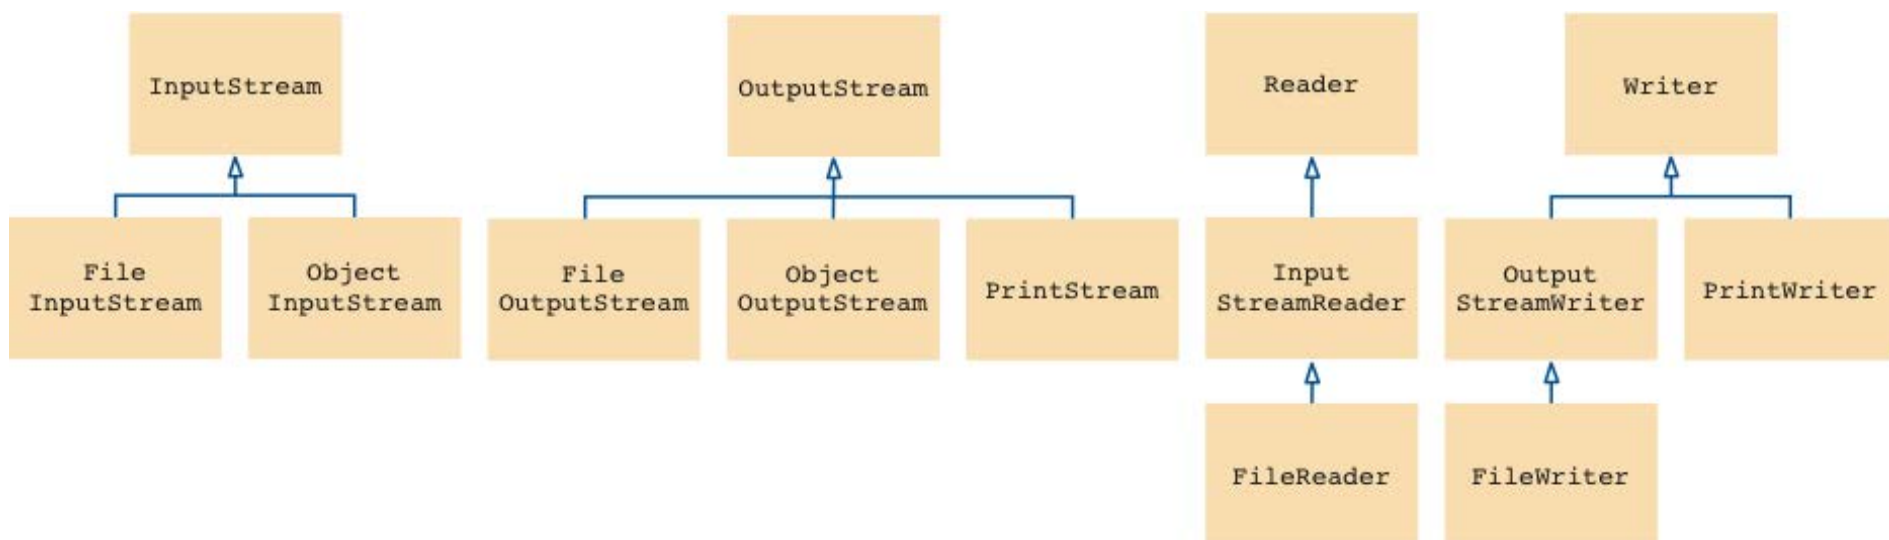 InputStream
OutputStream
Reader
Writer
File
InputStream
Object
InputStream
File
OutputStream
Object
OutputStream
PrintStream
Input
StreamReader
Output
StreamWriter
PrintWriter
FileReader
FileWriter